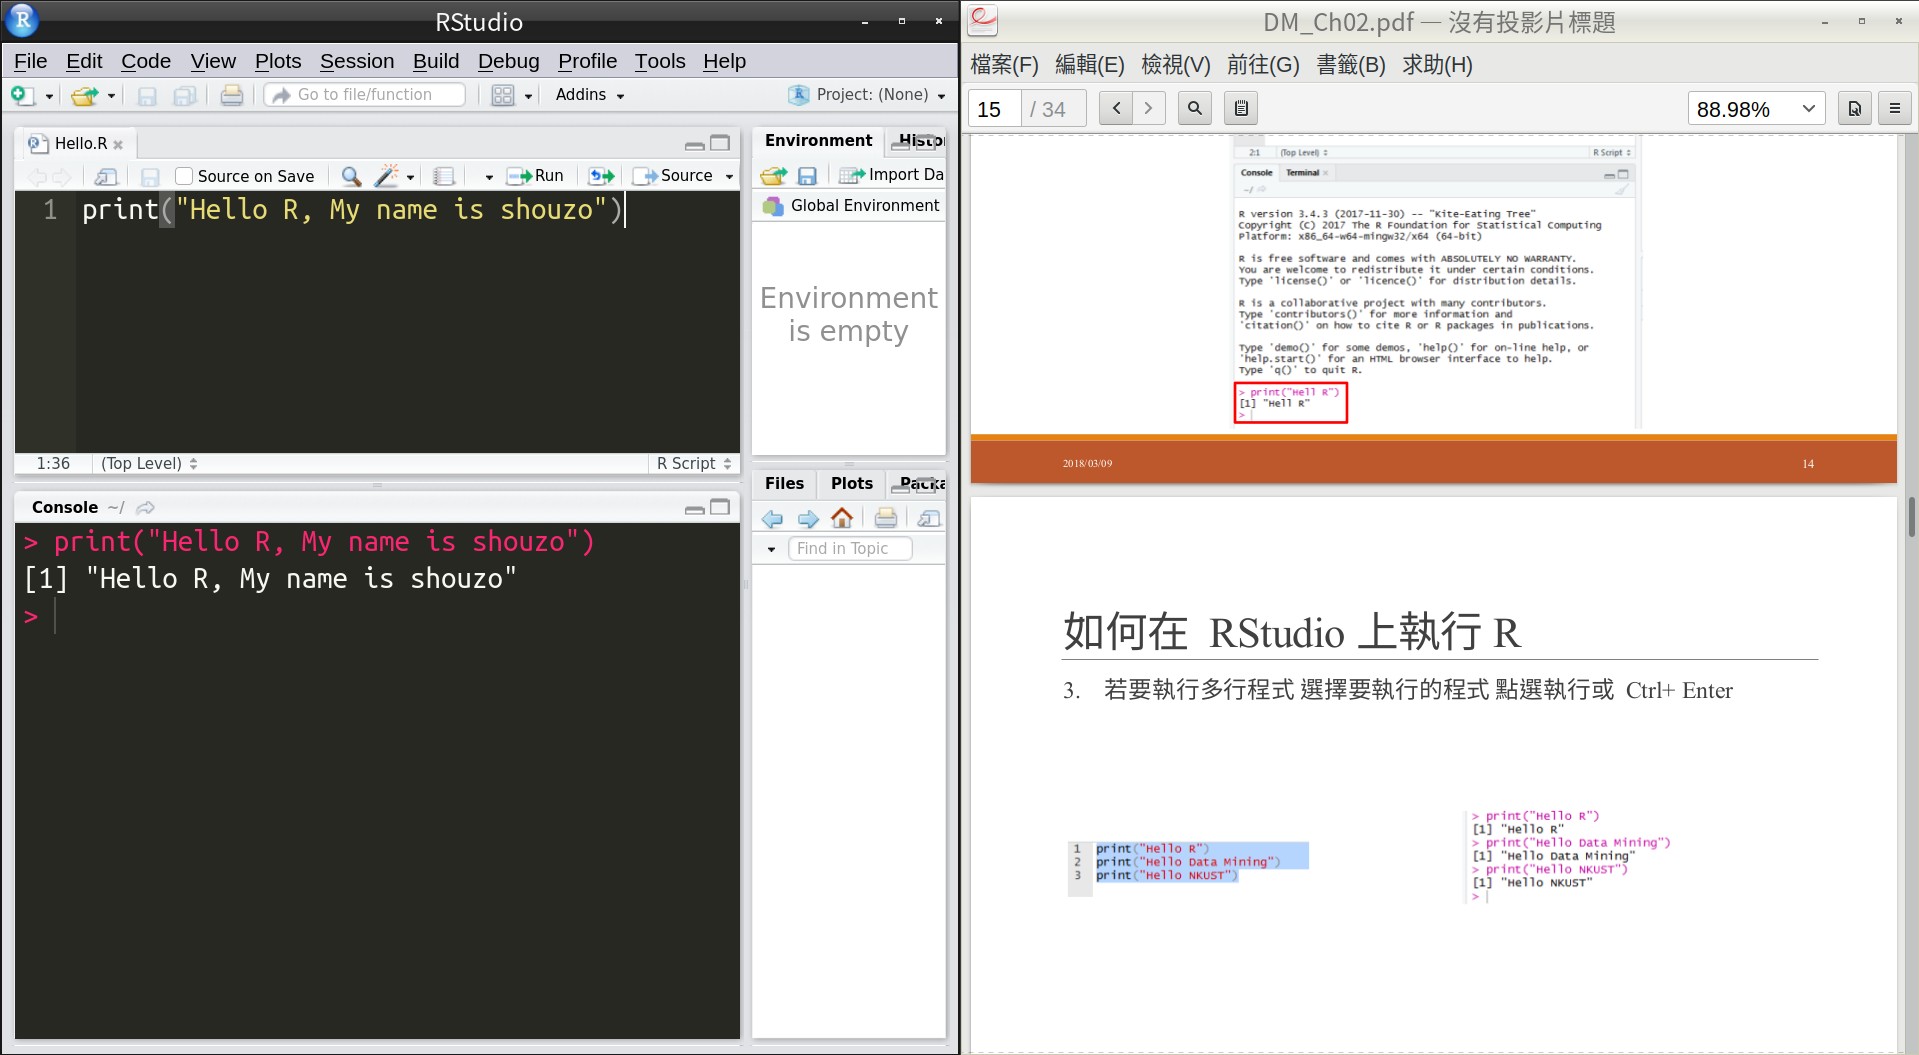 RStudio
File Edit Code View Plots Session Build Debug Profile Tools Help
Go to file/function Addins Project: (None)
Hello.R
Source on Save Run Source
1 print("Hello R, My name is shouzo")
1:36 (Top Level) R Script
Console ~/
> print("Hello R, My name is shouzo")
[1] "Hello R, My name is shouzo"
>
Environment Histo
Import Da
Global Environment
Environment
is empty
Files Plots Packa
Find in Topic
DM_Ch02.pdf — 沒有投影片標題
檔案(F) 編輯(E) 檢視(V) 前往(G) 書籤(B) 求助(H)
15 / 34 88.98%
2:1 (Top Level) R Script
Console Terminal
~/
R version 3.4.3 (2017-11-30) -- "Kite-Eating Tree"
Copyright (C) 2017 The R Foundation for Statistical Computing
Platform: x86_64-w64-mingw32/x64 (64-bit)
R is free software and comes with ABSOLUTELY NO WARRANTY.
You are welcome to redistribute it under certain conditions.
Type 'license()' or 'licence()' for distribution details.
R is a collaborative project with many contributors.
Type 'contributors()' for more information and
'citation()' on how to cite R or R packages in publications.
Type 'demo()' for some demos, 'help()' for on-line help, or
'help.start()' for an HTML browser interface to help.
Type 'q()' to quit R.
> print("Hell R")
[1] "Hell R"
>
2018/03/09 14
如何在 RStudio 上執行 R
3. 若要執行多行程式 選擇要執行的程式 點選執行或 Ctrl+ Enter
1 print("Hello R")
2 print("Hello Data Mining")
3 print("Hello NKUST")
> print("Hello R")
[1] "Hello R"
> print("Hello Data Mining")
[1] "Hello Data Mining"
> print("Hello NKUST")
[1] "Hello NKUST"
>